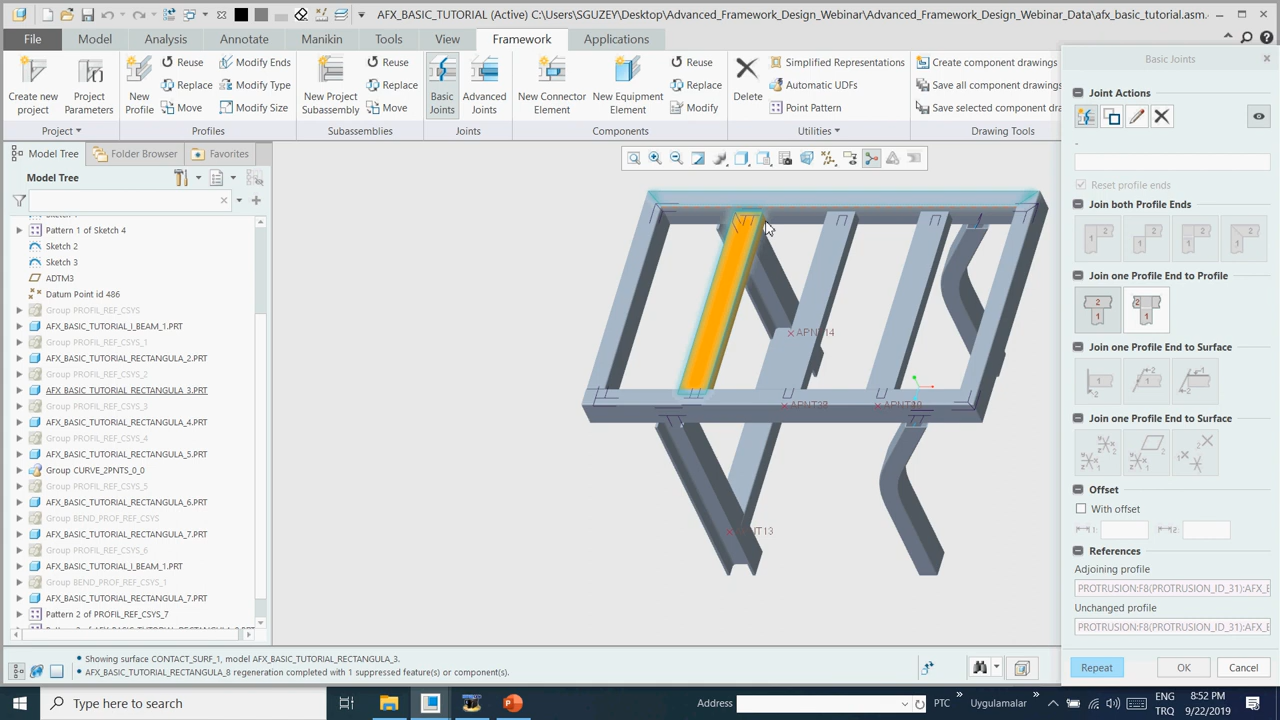 AFX_BASIC_TUTORIAL (Active) C:\Users\SGUZEY\Desktop\Advanced_Framework_Design_Webinar\Advanced_Framework_Design_Webinar_Data\afx_basic_tutorial.asm...
File Model Analysis Annotate Manikin Tools View Framework Applications
Create new project
Project Parameters
Project
New Profile
Reuse
Replace
Move
Modify Ends
Modify Type
Modify Size
Profiles
New Project Subassembly
Reuse
Replace
Move
Subassemblies
Basic Joints
Advanced Joints
Joints
New Connector Element
New Equipment Element
Reuse
Replace
Modify
Components
Delete
Simplified Representations
Automatic UDFs
Point Pattern
Utilities
Create component drawings
Save all component drawings
Save selected component dra
Drawing Tools
Model Tree
Folder Browser
Favorites
Model Tree
Pattern 1 of Sketch 4
Sketch 2
Sketch 3
ADTM3
Datum Point id 486
Group PROFIL_REF_CSYS
AFX_BASIC_TUTORIAL_I_BEAM_1.PRT
Group PROFIL_REF_CSYS_1
AFX_BASIC_TUTORIAL_RECTANGULA_2.PRT
Group PROFIL_REF_CSYS_2
AFX_BASIC_TUTORIAL_RECTANGULA_3.PRT
Group PROFIL_REF_CSYS_3
AFX_BASIC_TUTORIAL_RECTANGULA_4.PRT
Group PROFIL_REF_CSYS_4
AFX_BASIC_TUTORIAL_RECTANGULA_5.PRT
Group CURVE_2PNTS_0_0
Group PROFIL_REF_CSYS_5
AFX_BASIC_TUTORIAL_RECTANGULA_6.PRT
Group BEND_PROF_REF_CSYS
AFX_BASIC_TUTORIAL_RECTANGULA_7.PRT
Group PROFIL_REF_CSYS_6
AFX_BASIC_TUTORIAL_I_BEAM_1.PRT
Group BEND_PROF_REF_CSYS_1
AFX_BASIC_TUTORIAL_RECTANGULA_7.PRT
Pattern 2 of PROFIL_REF_CSYS_7
APNT14
APNT13
Basic Joints
Joint Actions
-
Reset profile ends
Join both Profile Ends
Join one Profile End to Profile
Join one Profile End to Surface
Join one Profile End to Surface
Offset
With offset
References
Adjoining profile
PROTRUSION:F8(PROTRUSION_ID_31):AFX_E
Unchanged profile
PROTRUSION:F8(PROTRUSION_ID_31):AFX_E
Repeat OK Cancel
• Showing surface CONTACT_SURF_1, model AFX_BASIC_TUTORIAL_RECTANGULA_3.
• AFX_BASIC_TUTORIAL_RECTANGULA_8 regeneration completed with 1 suppressed feature(s) or component(s).
Type here to search
Address
PTC
Uygulamalar
ENG
TRQ
8:52 PM
9/22/2019